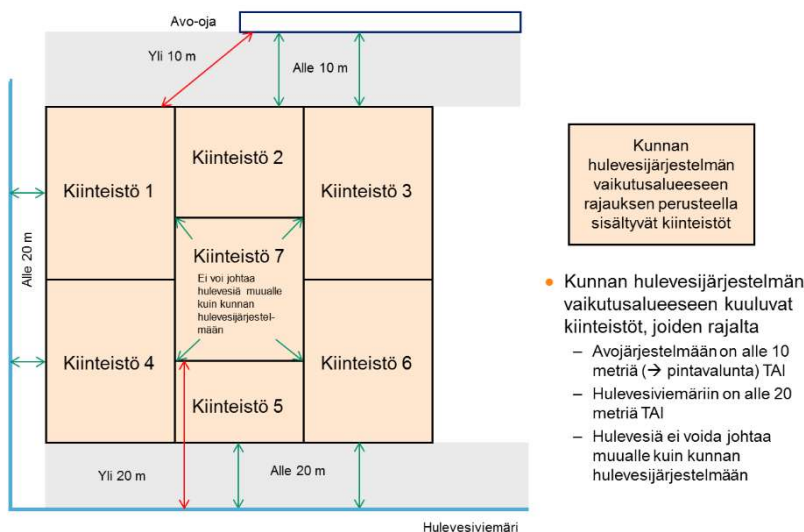 Avo-oja
Yli 10 m
Alle 10 m
Kiinteistö 1
Kiinteistö 2
Kiinteistö 3
Alle 20 m
Kiinteistö 7
Ei voi johtaa
hulevesiä muualle
kuin kunnan
hulevesijärjestel-
mään
Kiinteistö 4
Kiinteistö 5
Kiinteistö 6
Yli 20 m
Alle 20 m
Hulevesiviemäri
Kunnan
hulevesijärjestelmän
vaikutusalueeseen
rajauksen perusteella
sisältyvät kiinteistöt
• Kunnan hulevesijärjestelmän
vaikutusalueeseen kuuluvat
kiinteistöt, joiden rajalta
– Avojärjestelmään on alle 10
metriä (→ pintavalunta) TAI
– Hulevesiviemäriin on alle 20
metriä TAI
– Hulevesiä ei voida johtaa
muualle kuin kunnan
hulevesijärjestelmään